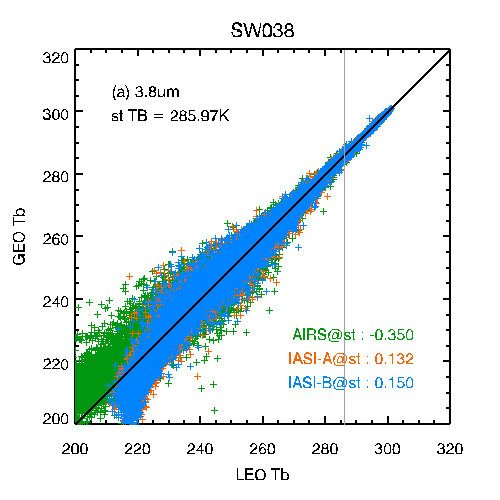 SW038
320
300
280
260
240
220
200
GEO Tb
(a) 3.8um
st TB = 285.97K
AIRS@st : -0.350
IASI-A@st : 0.132
IASI-B@st : 0.150
200 220 240 260 280 300 320
LEO Tb